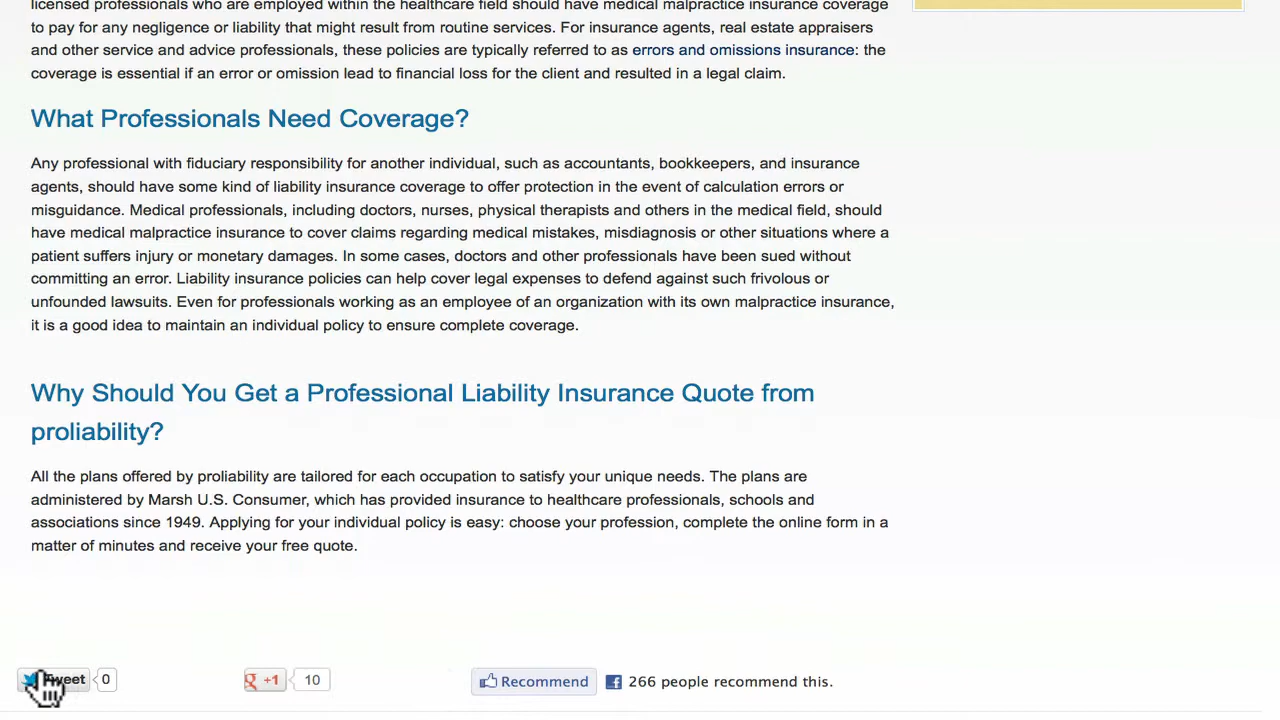 licensed professionals who are employed within the healthcare field should have medical malpractice insurance coverage
to pay for any negligence or liability that might result from routine services. For insurance agents, real estate appraisers
and other service and advice professionals, these policies are typically referred to as errors and omissions insurance: the
coverage is essential if an error or omission lead to financial loss for the client and resulted in a legal claim.
What Professionals Need Coverage?
Any professional with fiduciary responsibility for another individual, such as accountants, bookkeepers, and insurance
agents, should have some kind of liability insurance coverage to offer protection in the event of calculation errors or
misguidance. Medical professionals, including doctors, nurses, physical therapists and others in the medical field, should
have medical malpractice insurance to cover claims regarding medical mistakes, misdiagnosis or other situations where a
patient suffers injury or monetary damages. In some cases, doctors and other professionals have been sued without
committing an error. Liability insurance policies can help cover legal expenses to defend against such frivolous or
unfounded lawsuits. Even for professionals working as an employee of an organization with its own malpractice insurance,
it is a good idea to maintain an individual policy to ensure complete coverage.
Why Should You Get a Professional Liability Insurance Quote from
proliability?
All the plans offered by proliability are tailored for each occupation to satisfy your unique needs. The plans are
administered by Marsh U.S. Consumer, which has provided insurance to healthcare professionals, schools and
associations since 1949. Applying for your individual policy is easy: choose your profession, complete the online form in a
matter of minutes and receive your free quote.
Tweet 0 g +1 10 Recommend f 266 people recommend this.